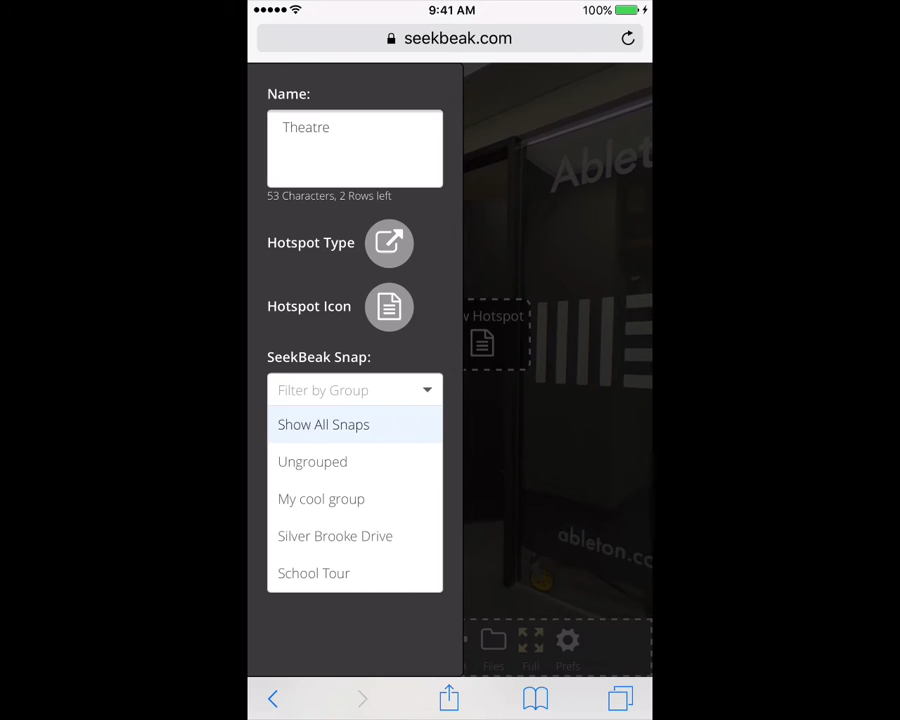 9:41 AM
100%
seekbeak.com
Name:
Theatre
53 Characters, 2 Rows left
Hotspot Type
Hotspot Icon
SeekBeak Snap:
Filter by Group
Show All Snaps
Ungrouped
My cool group
Silver Brooke Drive
School Tour
Ablet
w Hotspot
ableton.co
Files
Full
Prefs